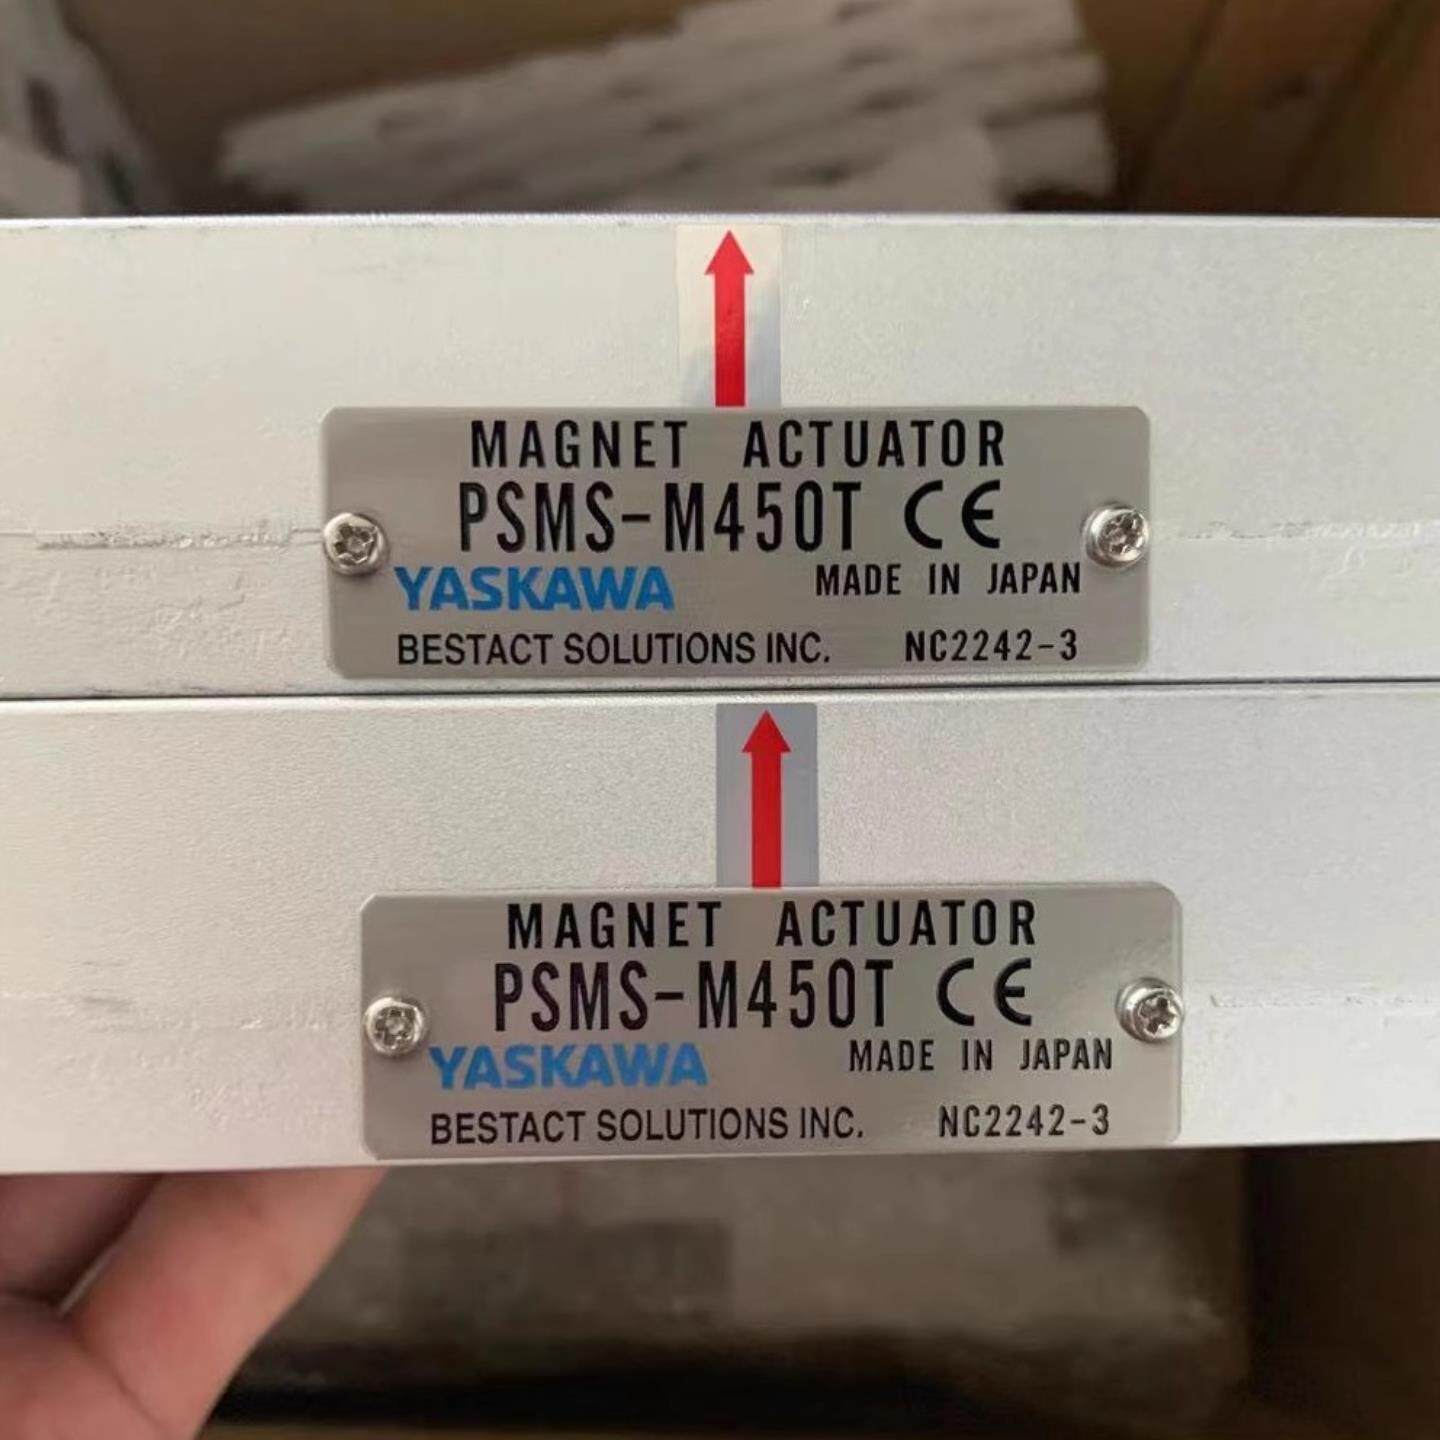 MAGNET ACTUATOR
PSMS-M450T CE
YASKAWA MADE IN JAPAN
BESTACT SOLUTIONS INC. NC2242-3
MAGNET ACTUATOR
PSMS-M450T CE
YASKAWA MADE IN JAPAN
BESTACT SOLUTIONS INC. NC2242-3